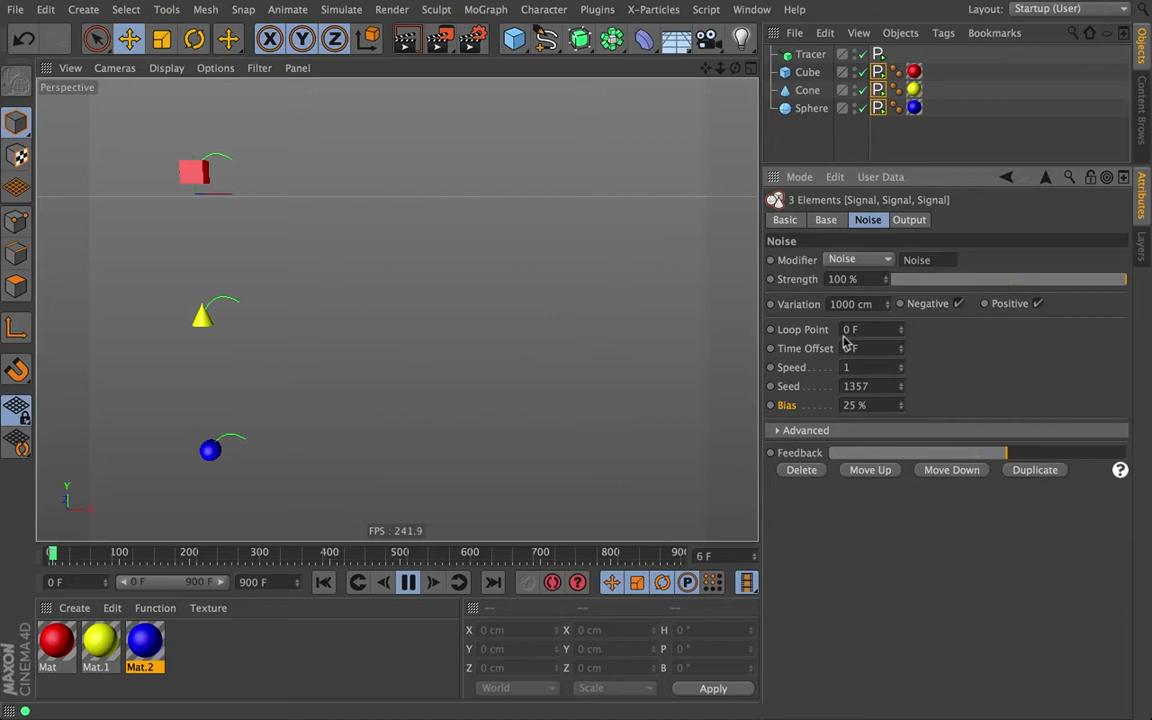 File Edit Create Select Tools Mesh Snap Animate Simulate Render Sculpt MoGraph Character Plugins X-Particles Script Window Help Layout: Startup (User)
View Cameras Display Options Filter Panel
Perspective
FPS : 241.9
Y
File Edit View Objects Tags Bookmarks
Tracer
Cube
Cone
Sphere
Objects
Content Brows
Attributes
Layers
Mode Edit User Data
3 Elements [Signal, Signal, Signal]
Basic Base Noise Output
Noise
Modifier Noise Noise
Strength 100 %
Variation 1000 cm Negative Positive
Loop Point 0 F
Time Offset F
Speed 1
Seed 1357
Bias 25 %
Advanced
Feedback
Delete Move Up Move Down Duplicate
100 200 300 400 500 600 700 800 90 6 F
0 F 0 F 900 F 900 F
Create Edit Function Texture
Mat Mat.1 Mat.2
-- -- --
X 0 cm X 0 cm H 0 °
Y 0 cm Y 0 cm P 0 °
Z 0 cm Z 0 cm B 0 °
World Scale Apply
MAXON
CINEMA 4D